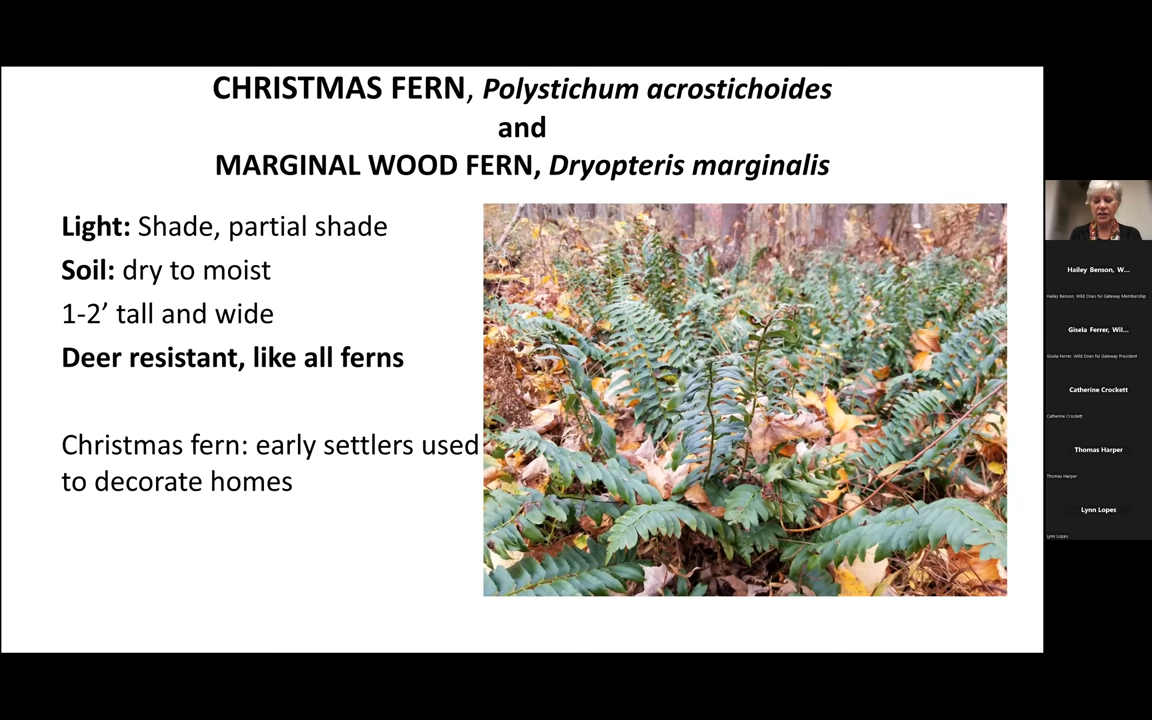 CHRISTMAS FERN, Polystichum acrostichoides
and
MARGINAL WOOD FERN, Dryopteris marginalis
Light: Shade, partial shade
Soil: dry to moist
1-2’ tall and wide
Deer resistant, like all ferns
Christmas fern: early settlers used
to decorate homes
Hailey Benson, W...
Hailey Benson, Wild Ones NJ Gateway Membership
Gisela Ferrer, Wil...
Gisela Ferrer, Wild Ones NJ Gateway President
Catherine Crockett
Catherine Crockett
Thomas Harper
Thomas Harper
Lynn Lopes
Lynn Lopes